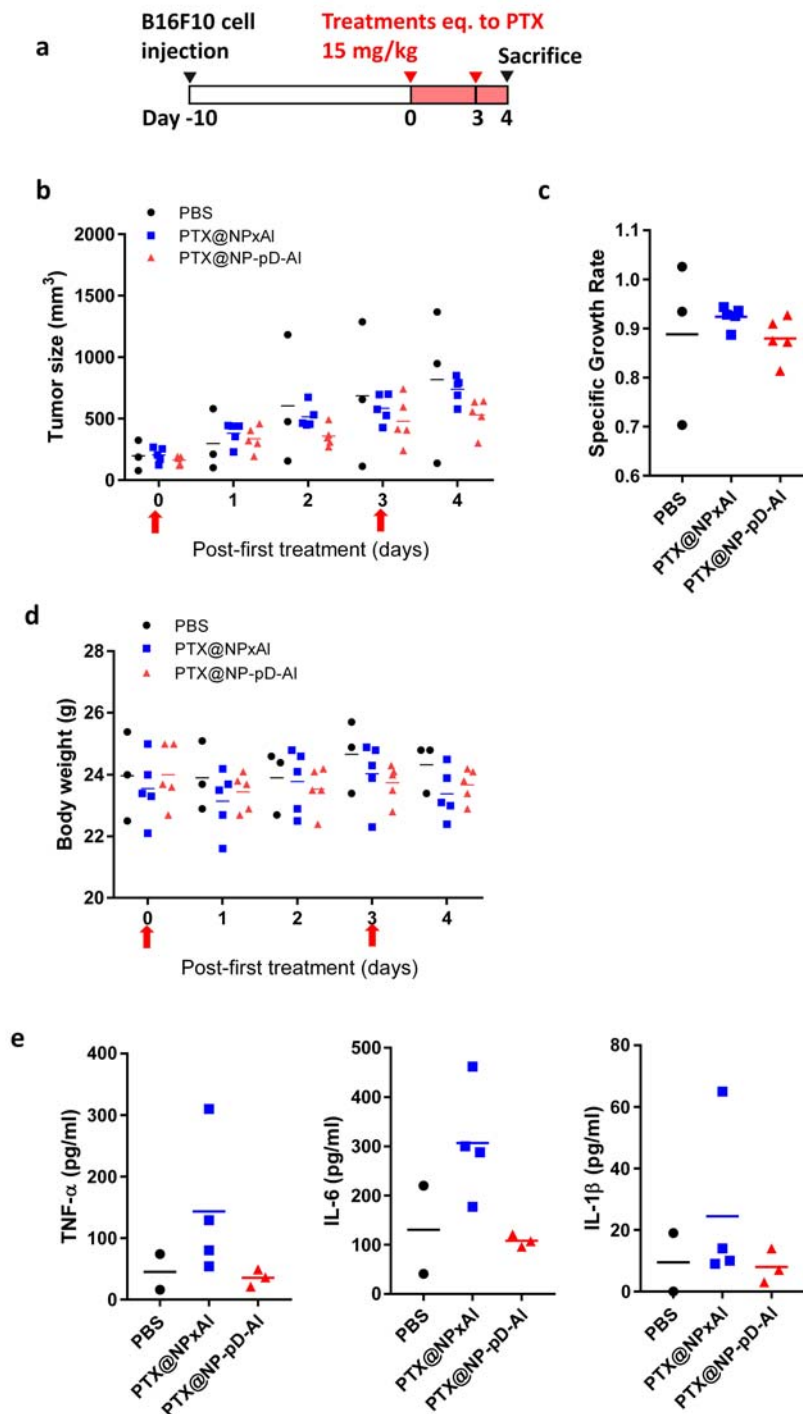 a
B16F10 cell
injection
Treatments eq. to PTX
15 mg/kg
Sacrifice
Day -10
0
3
4
b
PBS
PTX@NPxAl
PTX@NP-pD-Al
Tumor size (mm³)
2000
1500
1000
500
0
0 1 2 3 4
Post-first treatment (days)
c
Specific Growth Rate
1.1
1.0
0.9
0.8
0.7
0.6
PBS
PTX@NPxAl
PTX@NP-pD-Al
d
PBS
PTX@NPxAl
PTX@NP-pD-Al
Body weight (g)
28
26
24
22
20
0 1 2 3 4
Post-first treatment (days)
e
TNF-α (pg/ml)
400
300
200
100
0
PBS
PTX@NPxAl
PTX@NP-pD-Al
IL-6 (pg/ml)
500
400
300
200
100
0
PBS
PTX@NPxAl
PTX@NP-pD-Al
IL-1β (pg/ml)
80
60
40
20
0
PBS
PTX@NPxAl
PTX@NP-pD-Al